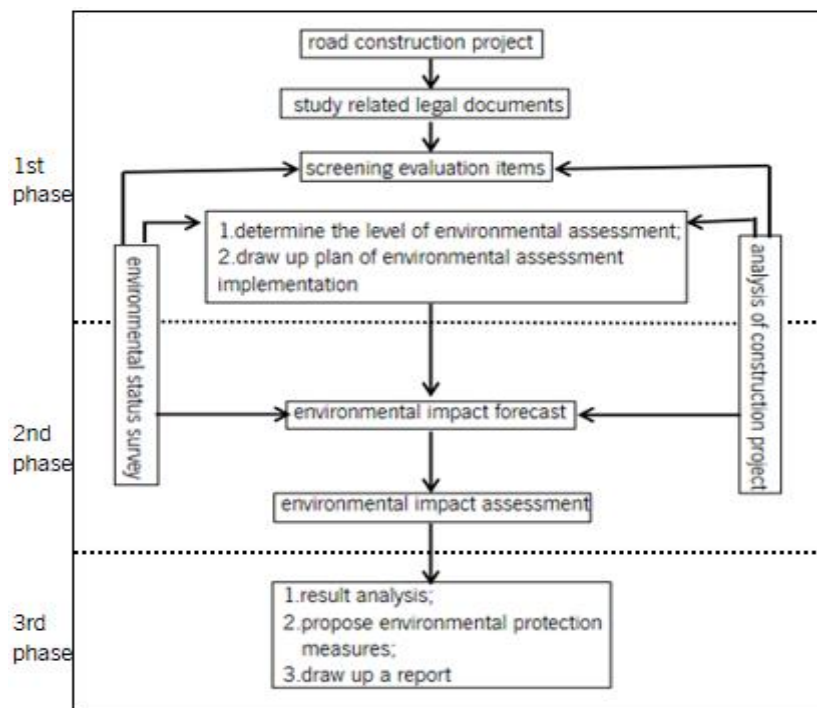 road construction project
study related legal documents
1st
phase
screening evaluation items
1.determine the level of environmental assessment;
2.draw up plan of environmental assessment
implementation
environmental status survey
analysis of construction project
2nd
phase
environmental impact forecast
environmental impact assessment
3rd
phase
1.result analysis;
2.propose environmental protection
measures;
3.draw up a report